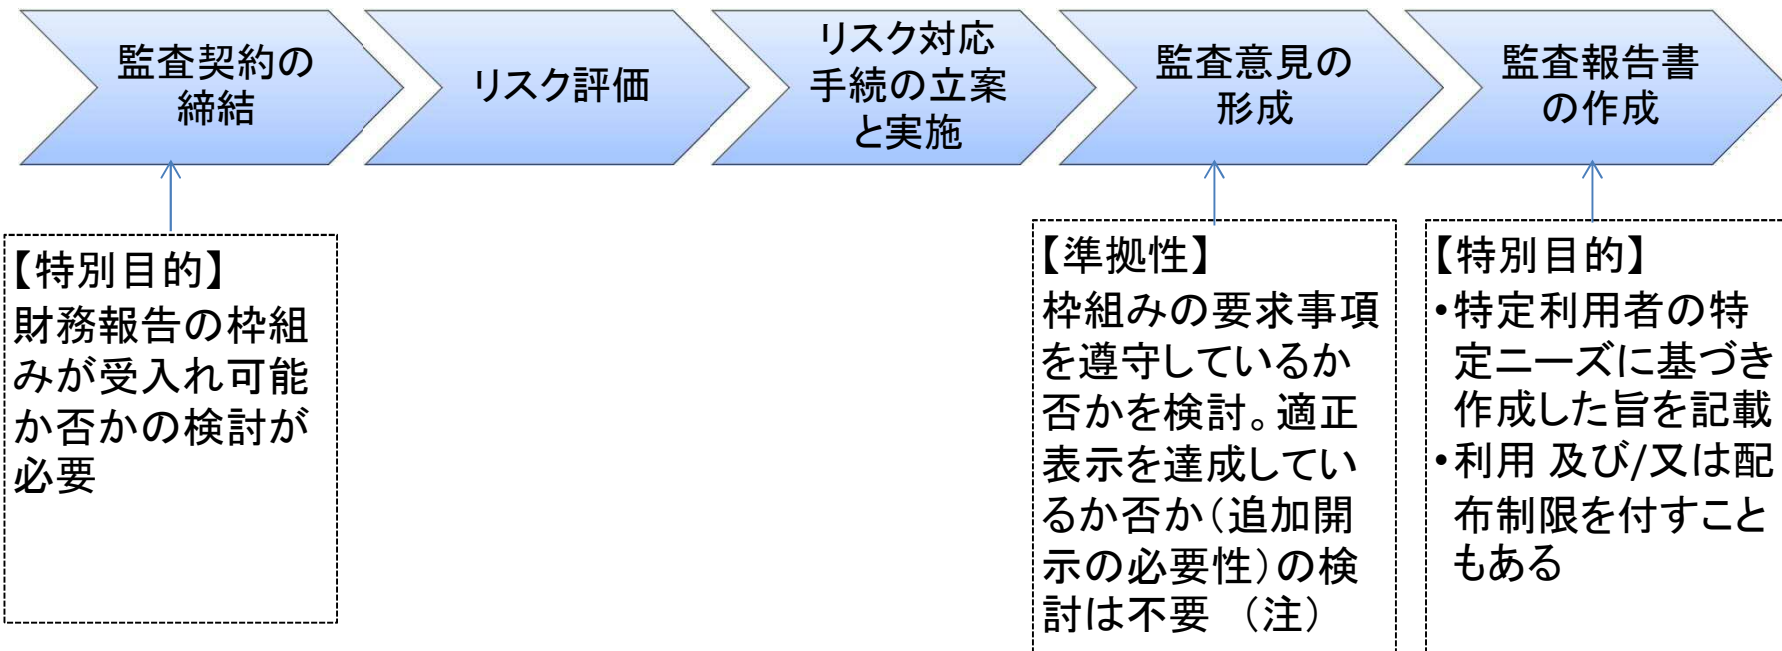 監査契約の
締結
リスク評価
リスク対応
手続の立案
と実施
監査意見の
形成
監査報告書
の作成
【特別目的】
財務報告の枠組
みが受入れ可能
か否かの検討が
必要
【準拠性】
枠組みの要求事項
を遵守しているか
否かを検討。適正
表示を達成してい
るか否か（追加開
示の必要性）の検
討は不要 （注）
【特別目的】
•特定利用者の特
定ニーズに基づき
作成した旨を記載
•利用 及び/又は配
布制限を付すこと
もある